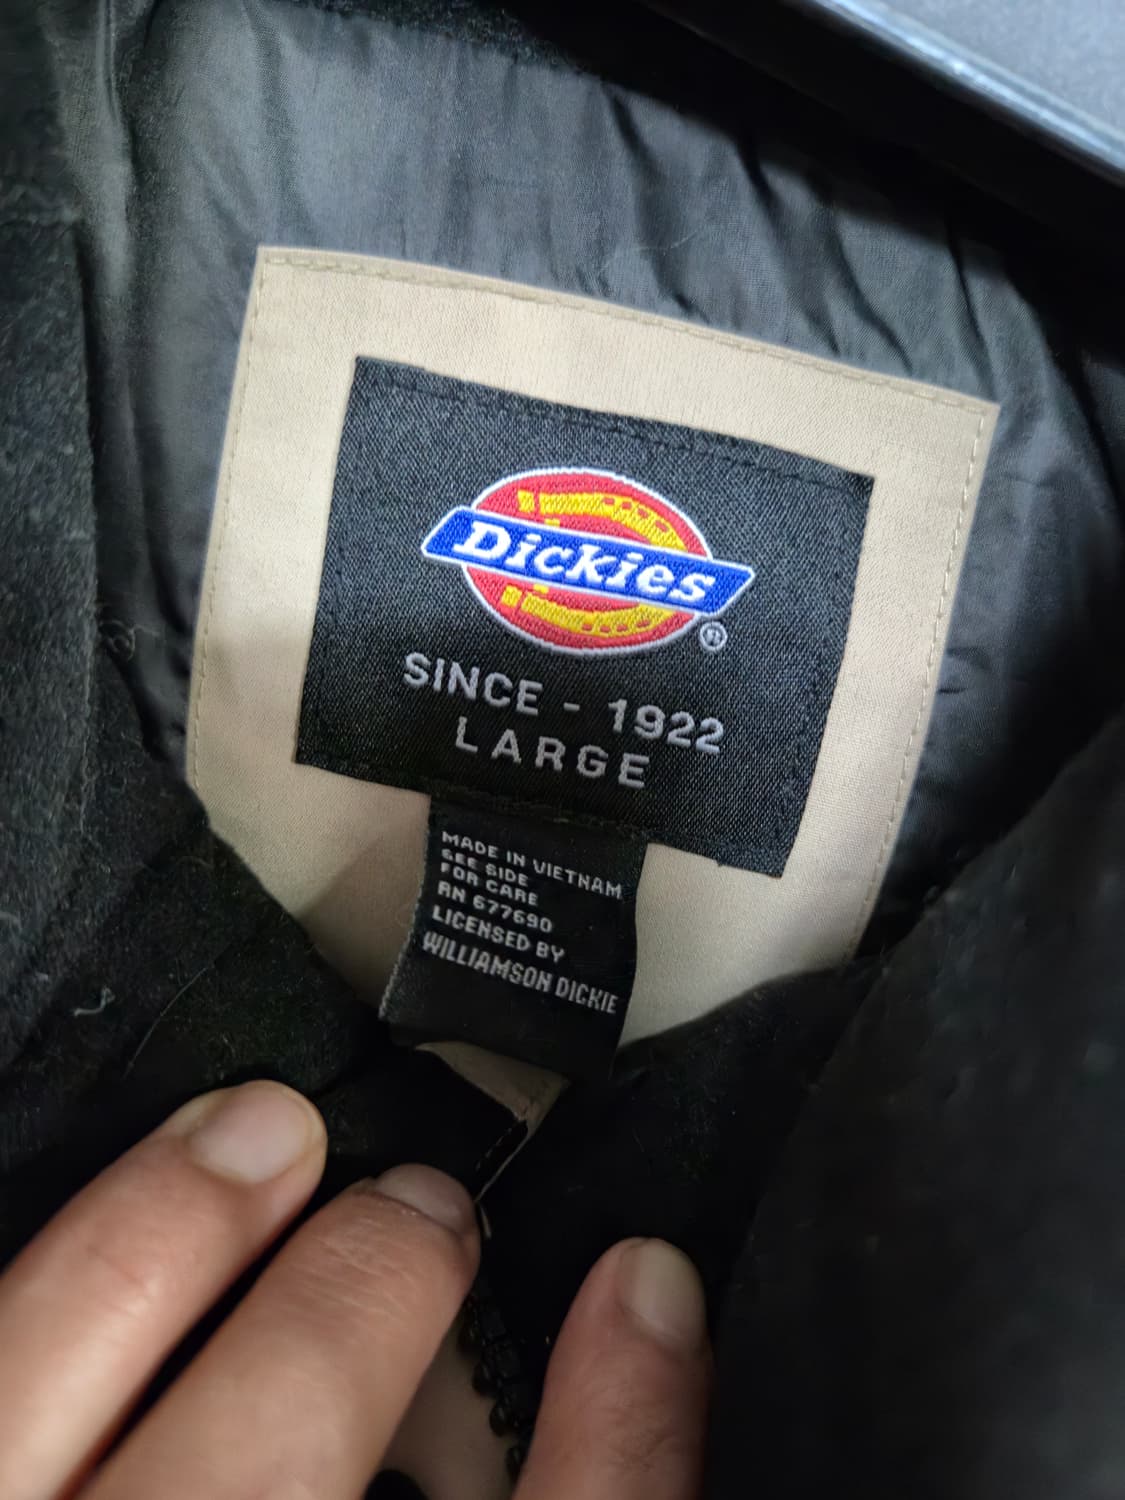 Dickies®
SINCE - 1922
LARGE
MADE IN VIETNAM
SEE SIDE
FOR CARE
RN 677690
LICENSED BY
WILLIAMSON DICKIE